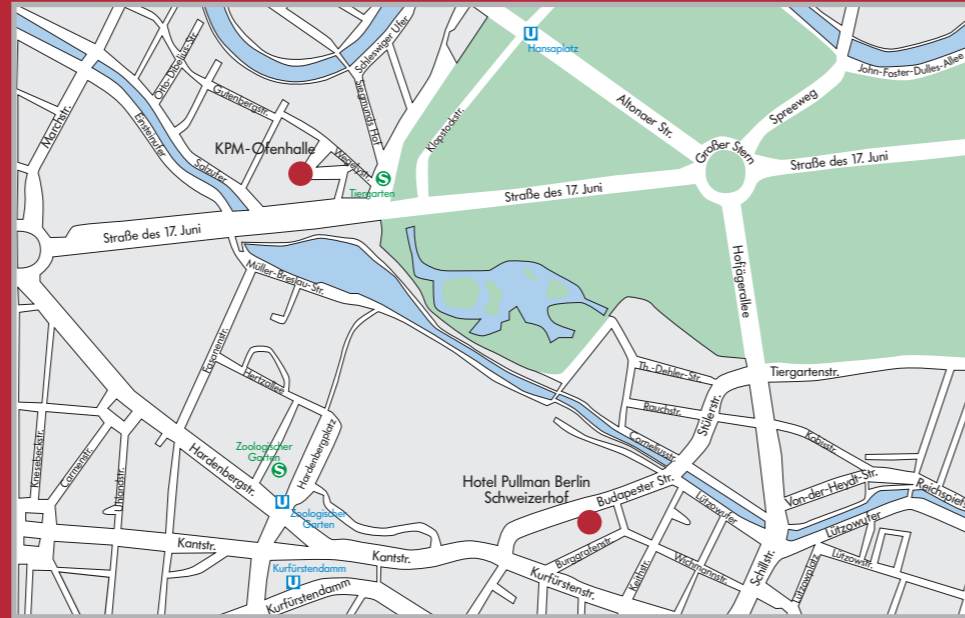 Otto-Dibelius-Str.
Schleswiger Ufer
Siegmunds Hof
U
Hansaplatz
John-Foster-Dulles-Allee
Marchstr.
Einsteinufer
Gutenbergstr.
Klopstockstr.
Altonaer Str.
Spreeweg
KPM-Ofenhalle
Wegelystr.
Salzufer
S
Tiergarten
Großer Stern
Straße des 17. Juni
Straße des 17. Juni
Straße des 17. Juni
Müller-Breslau-Str.
Hofjägerallee
Fasanenstr.
Hertzallee
Th.-Dehler-Str.
Tiergartenstr.
Rauchstr.
Stülerstr.
Knesebeckstr.
Carmerstr.
Uhlandstr.
Hardenbergstr.
Zoologischer
Garten
S
Hardenbergplatz
Corneliusstr.
U
Zoologischer
Garten
Hotel Pullman Berlin
Schweizerhof
Budapester Str.
Lützowufer
Von-der-Heydt-Str.
Reichspiets
Lützowufer
Kantstr.
Kantstr.
Burggrafenstr.
Keithstr.
Wichmannstr.
Schillstr.
Lützowplatz
Lützowstr.
Kurfürstendamm
U
Kurfürstendamm
Kurfürstenstr.